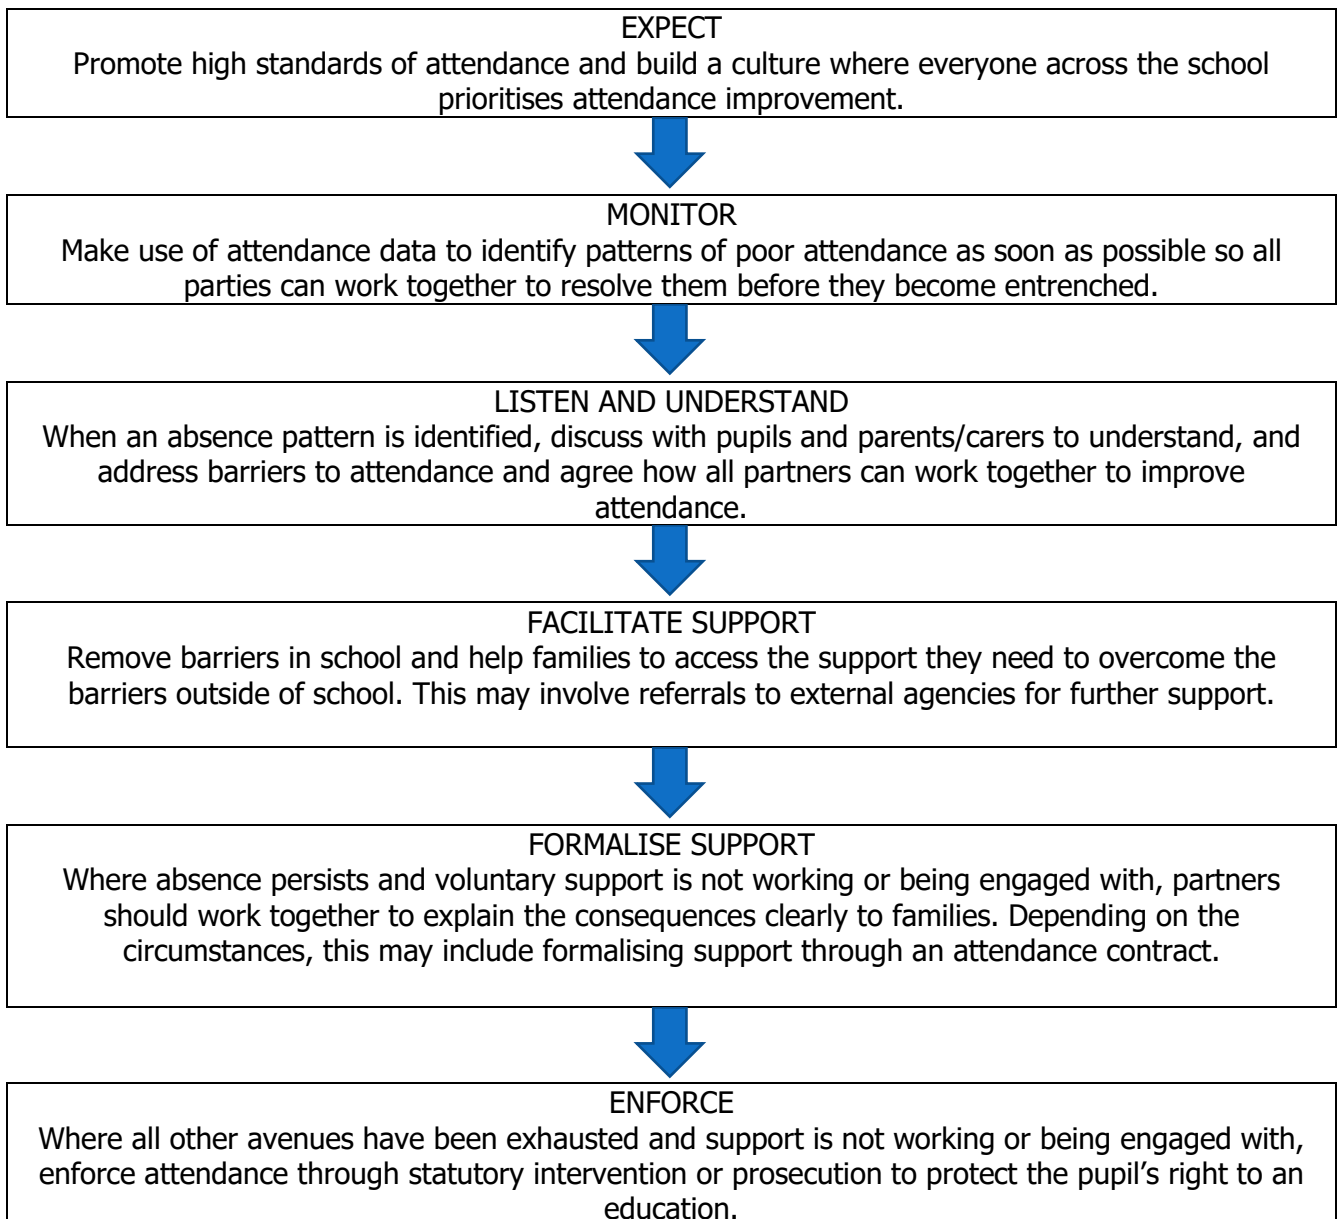 EXPECT
Promote high standards of attendance and build a culture where everyone across the school
prioritises attendance improvement.
MONITOR
Make use of attendance data to identify patterns of poor attendance as soon as possible so all
parties can work together to resolve them before they become entrenched.
LISTEN AND UNDERSTAND
When an absence pattern is identified, discuss with pupils and parents/carers to understand, and
address barriers to attendance and agree how all partners can work together to improve
attendance.
FACILITATE SUPPORT
Remove barriers in school and help families to access the support they need to overcome the
barriers outside of school. This may involve referrals to external agencies for further support.
FORMALISE SUPPORT
Where absence persists and voluntary support is not working or being engaged with, partners
should work together to explain the consequences clearly to families. Depending on the
circumstances, this may include formalising support through an attendance contract.
ENFORCE
Where all other avenues have been exhausted and support is not working or being engaged with,
enforce attendance through statutory intervention or prosecution to protect the pupil’s right to an
education.